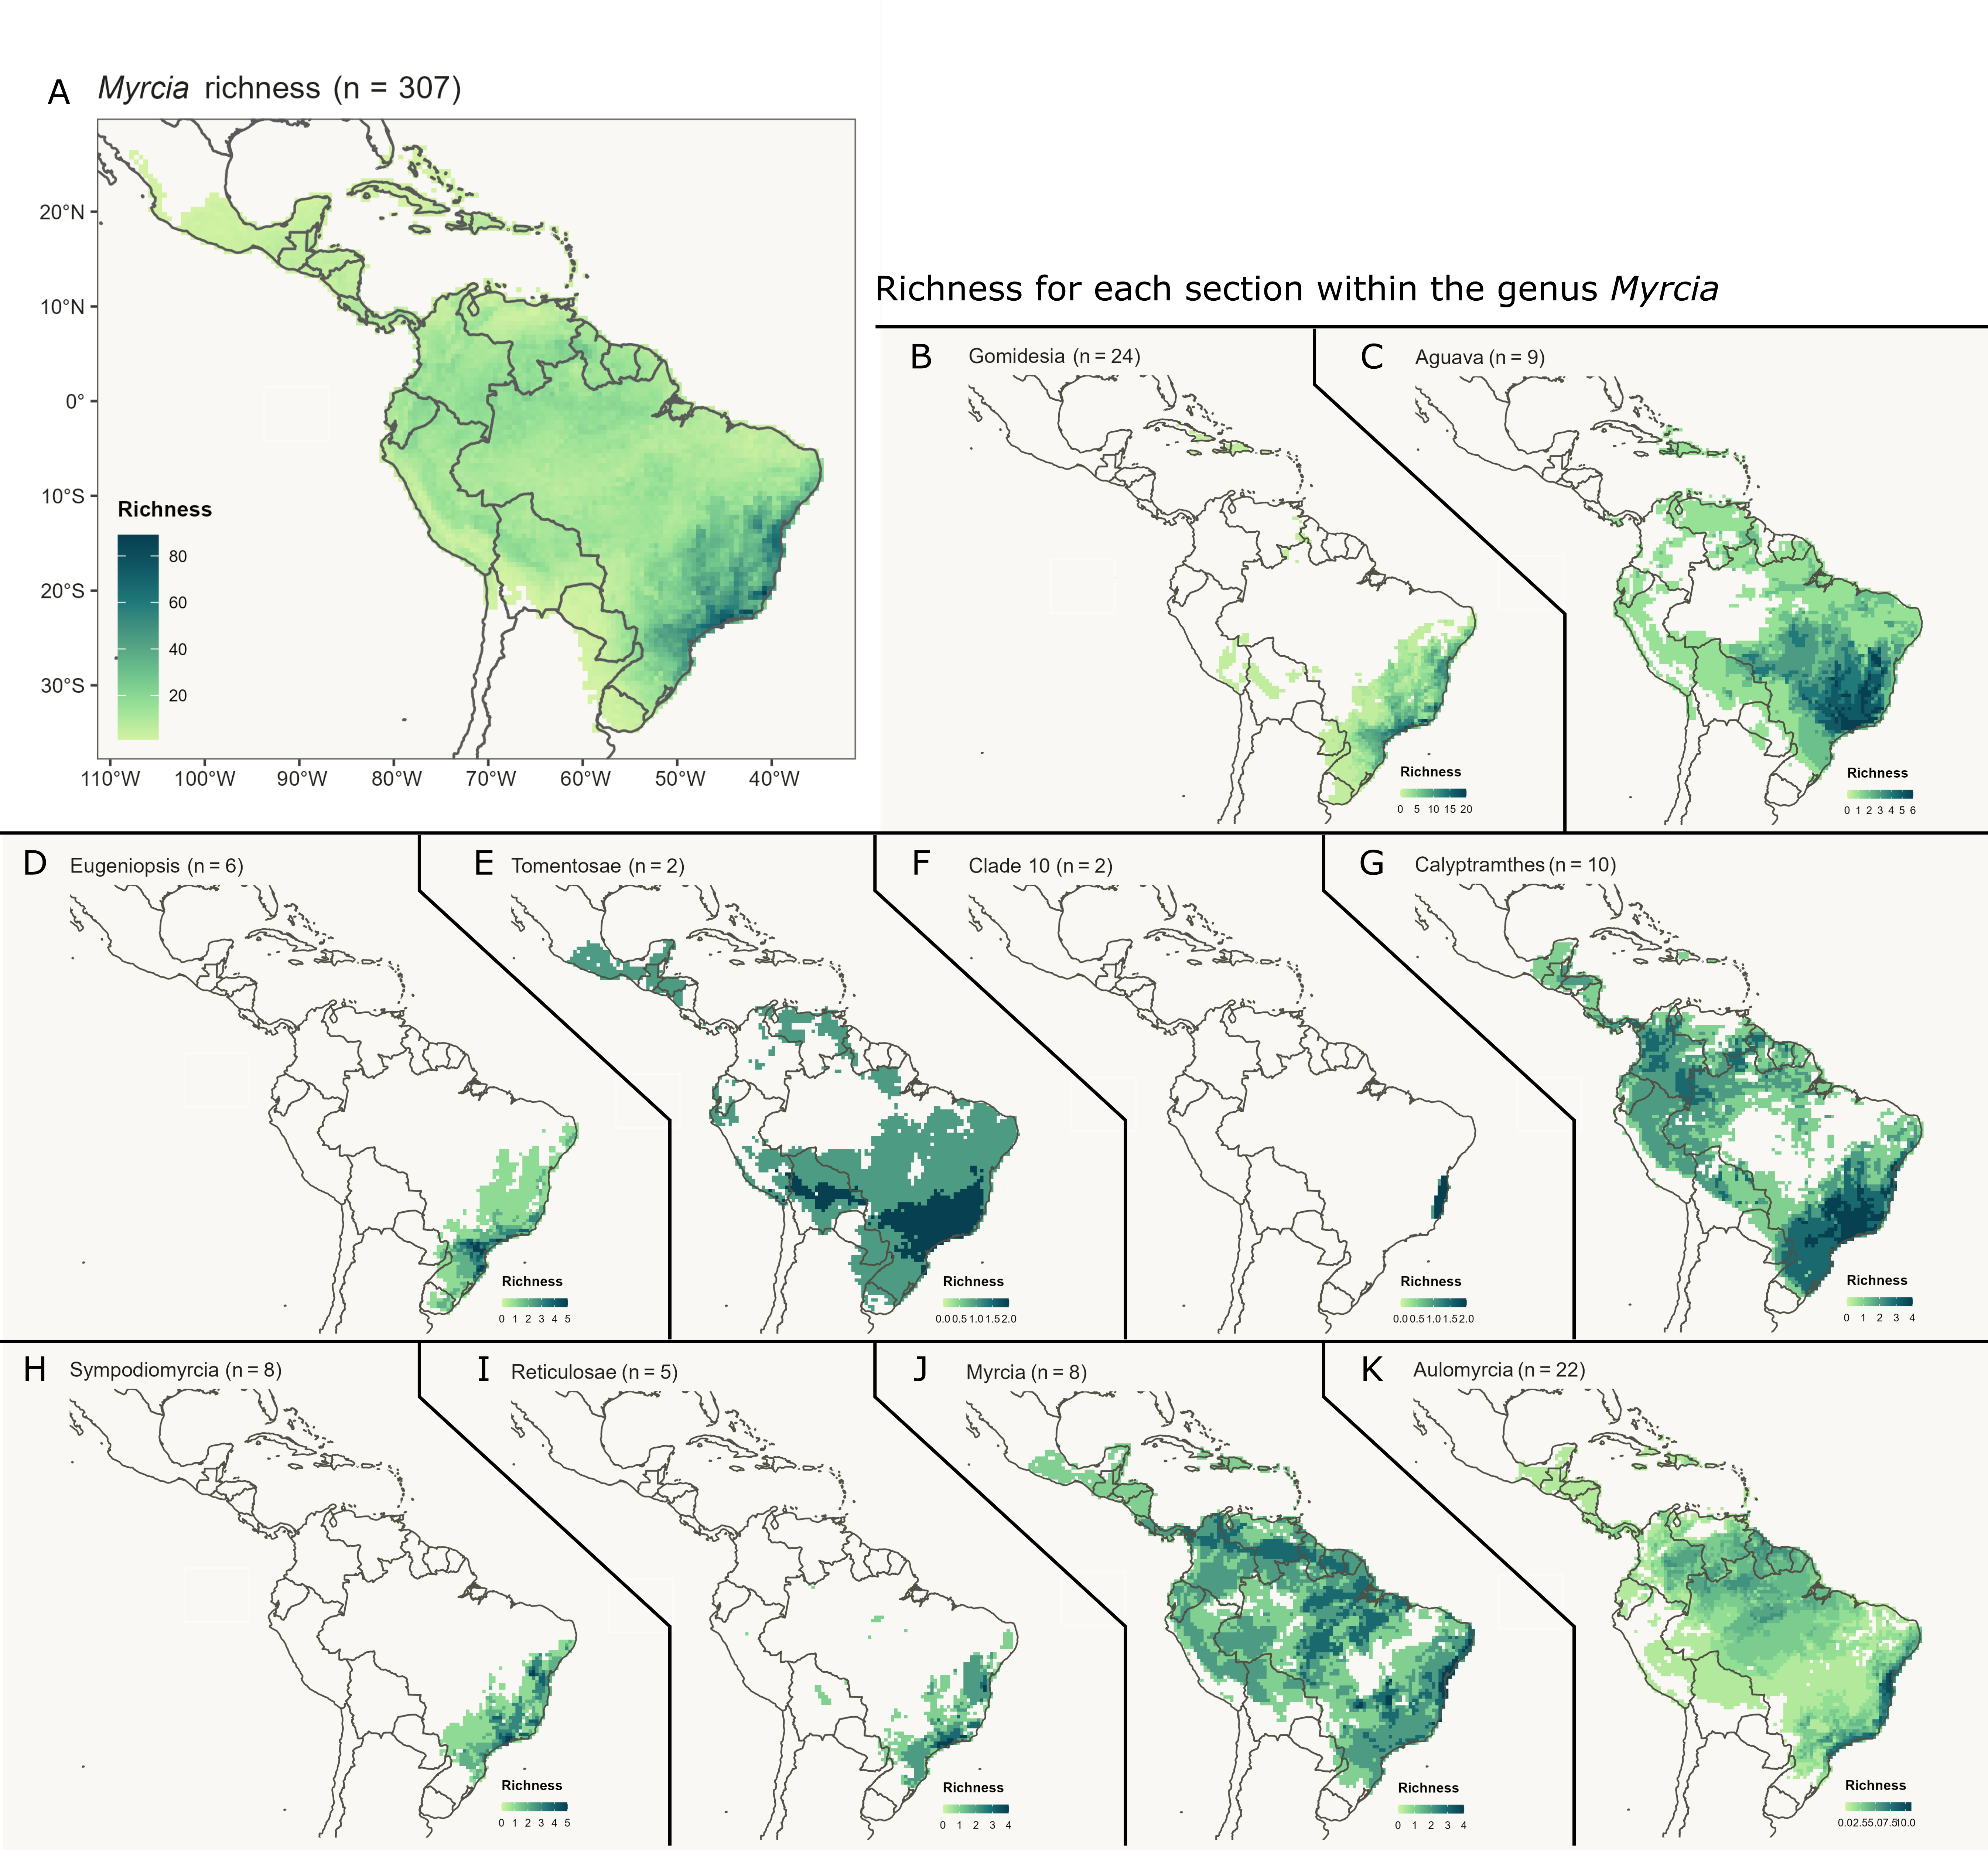 A Myrcia richness (n = 307)
20°N
10°N
0°
10°S
20°S
30°S
Richness
80
60
40
20
110°W 100°W 90°W 80°W 70°W 60°W 50°W 40°W
Richness for each section within the genus Myrcia
B Gomidesia (n = 24)
Richness
0 5 10 15 20
C Aguava (n = 9)
Richness
0 1 2 3 4 5 6
D Eugeniopsis (n = 6)
Richness
0 1 2 3 4 5
E Tomentosae (n = 2)
Richness
0.0 0.5 1.0 1.5 2.0
F Clade 10 (n = 2)
Richness
0.0 0.5 1.0 1.5 2.0
G Calyptramthes (n = 10)
Richness
0 1 2 3 4
H Sympodiomyrcia (n = 8)
Richness
0 1 2 3 4 5
I Reticulosae (n = 5)
Richness
0 1 2 3 4
J Myrcia (n = 8)
Richness
0 1 2 3 4
K Aulomyrcia (n = 22)
Richness
0.0 2.5 5.0 7.5 10.0